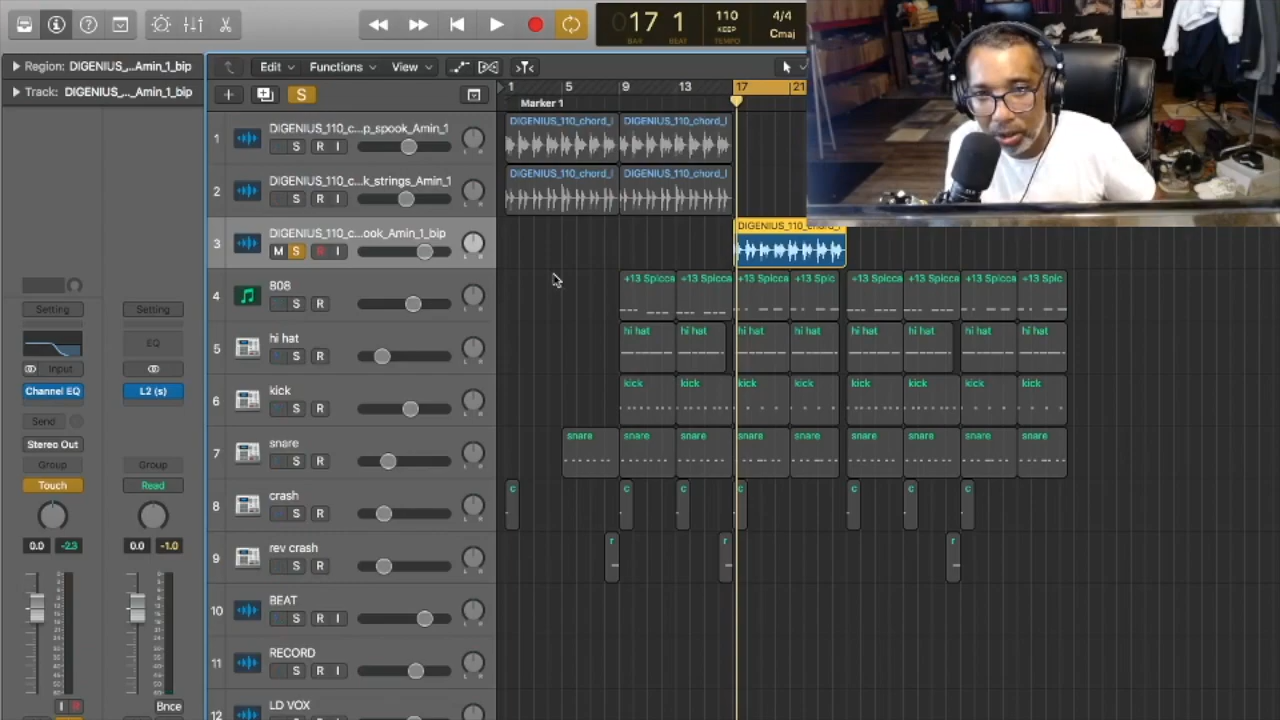 17 1
BAR BEAT
110
KEEP
TEMPO
4/4
Cmaj
Region: DIGENIUS_...Amin_1_bip
Track: DIGENIUS_..._Amin_1_bip
Edit Functions View
S
1 5 9 13 17 21
Marker 1
1 DIGENIUS_110_c...p_spook_Amin_1
S R I
DIGENIUS_110_chord_l DIGENIUS_110_chord_l
2 DIGENIUS_110_c...k_strings_Amin_1
S R I
DIGENIUS_110_chord_l DIGENIUS_110_chord_l
3 DIGENIUS_110_c...ook_Amin_1_bip
M S R I
DIGENIUS_110_chord_l
4 808
S R
+13 Spicca +13 Spicca +13 Spicca +13 Spic +13 Spicca +13 Spicca +13 Spicca +13 Spic
5 hi hat
S R
hi hat hi hat hi hat hi hat hi hat hi hat hi hat hi hat
6 kick
S R
kick kick kick kick kick kick kick kick
7 snare
S R
snare snare snare snare snare snare snare snare snare
8 crash
S R
c c c c c c c
9 rev crash
S R
r r r
10 BEAT
S R I
11 RECORD
S R I
12 LD VOX
Setting Setting
EQ
Input
Channel EQ L2 (s)
Send
Stereo Out
Group Group
Touch Read
0.0 -2.3 0.0 -1.0
I R Bnce
L R